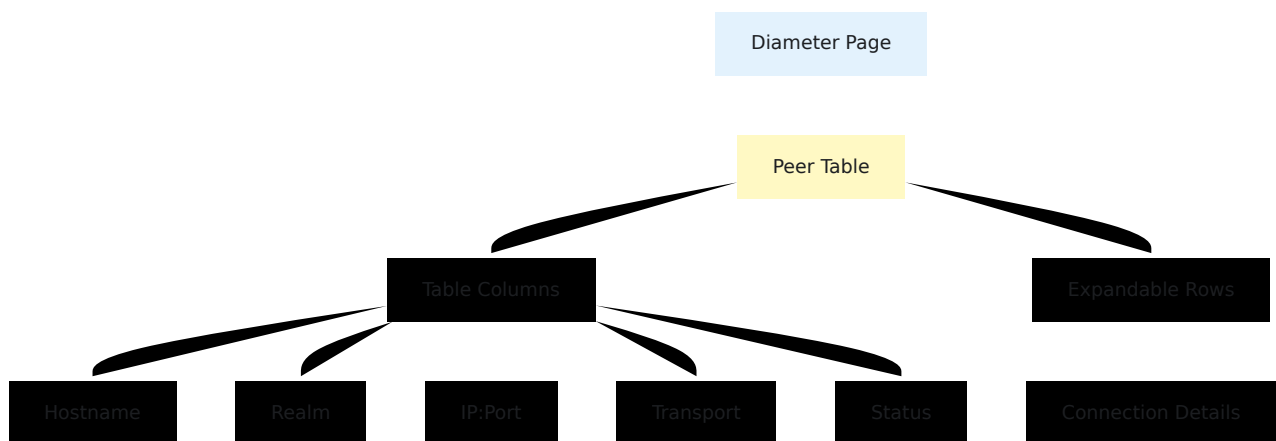 Diameter Page
Peer Table
Table Columns
Expandable Rows
Hostname
Realm
IP:Port
Transport
Status
Connection Details